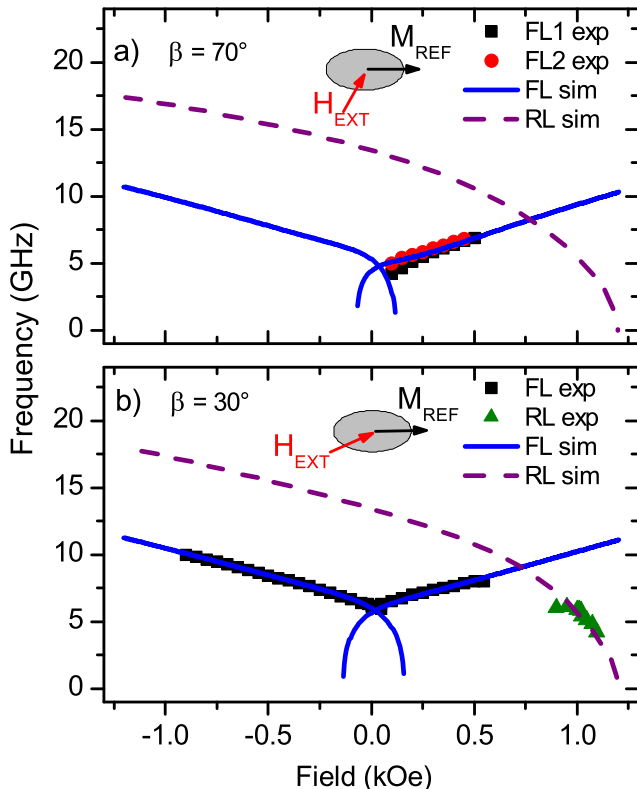 a) β = 70°
M_REF
H_EXT
FL1 exp
FL2 exp
FL sim
RL sim
20
15
10
5
0
b) β = 30°
M_REF
H_EXT
FL exp
RL exp
FL sim
RL sim
20
15
10
5
0
Frequency (GHz)
-1.0 -0.5 0.0 0.5 1.0
Field (kOe)